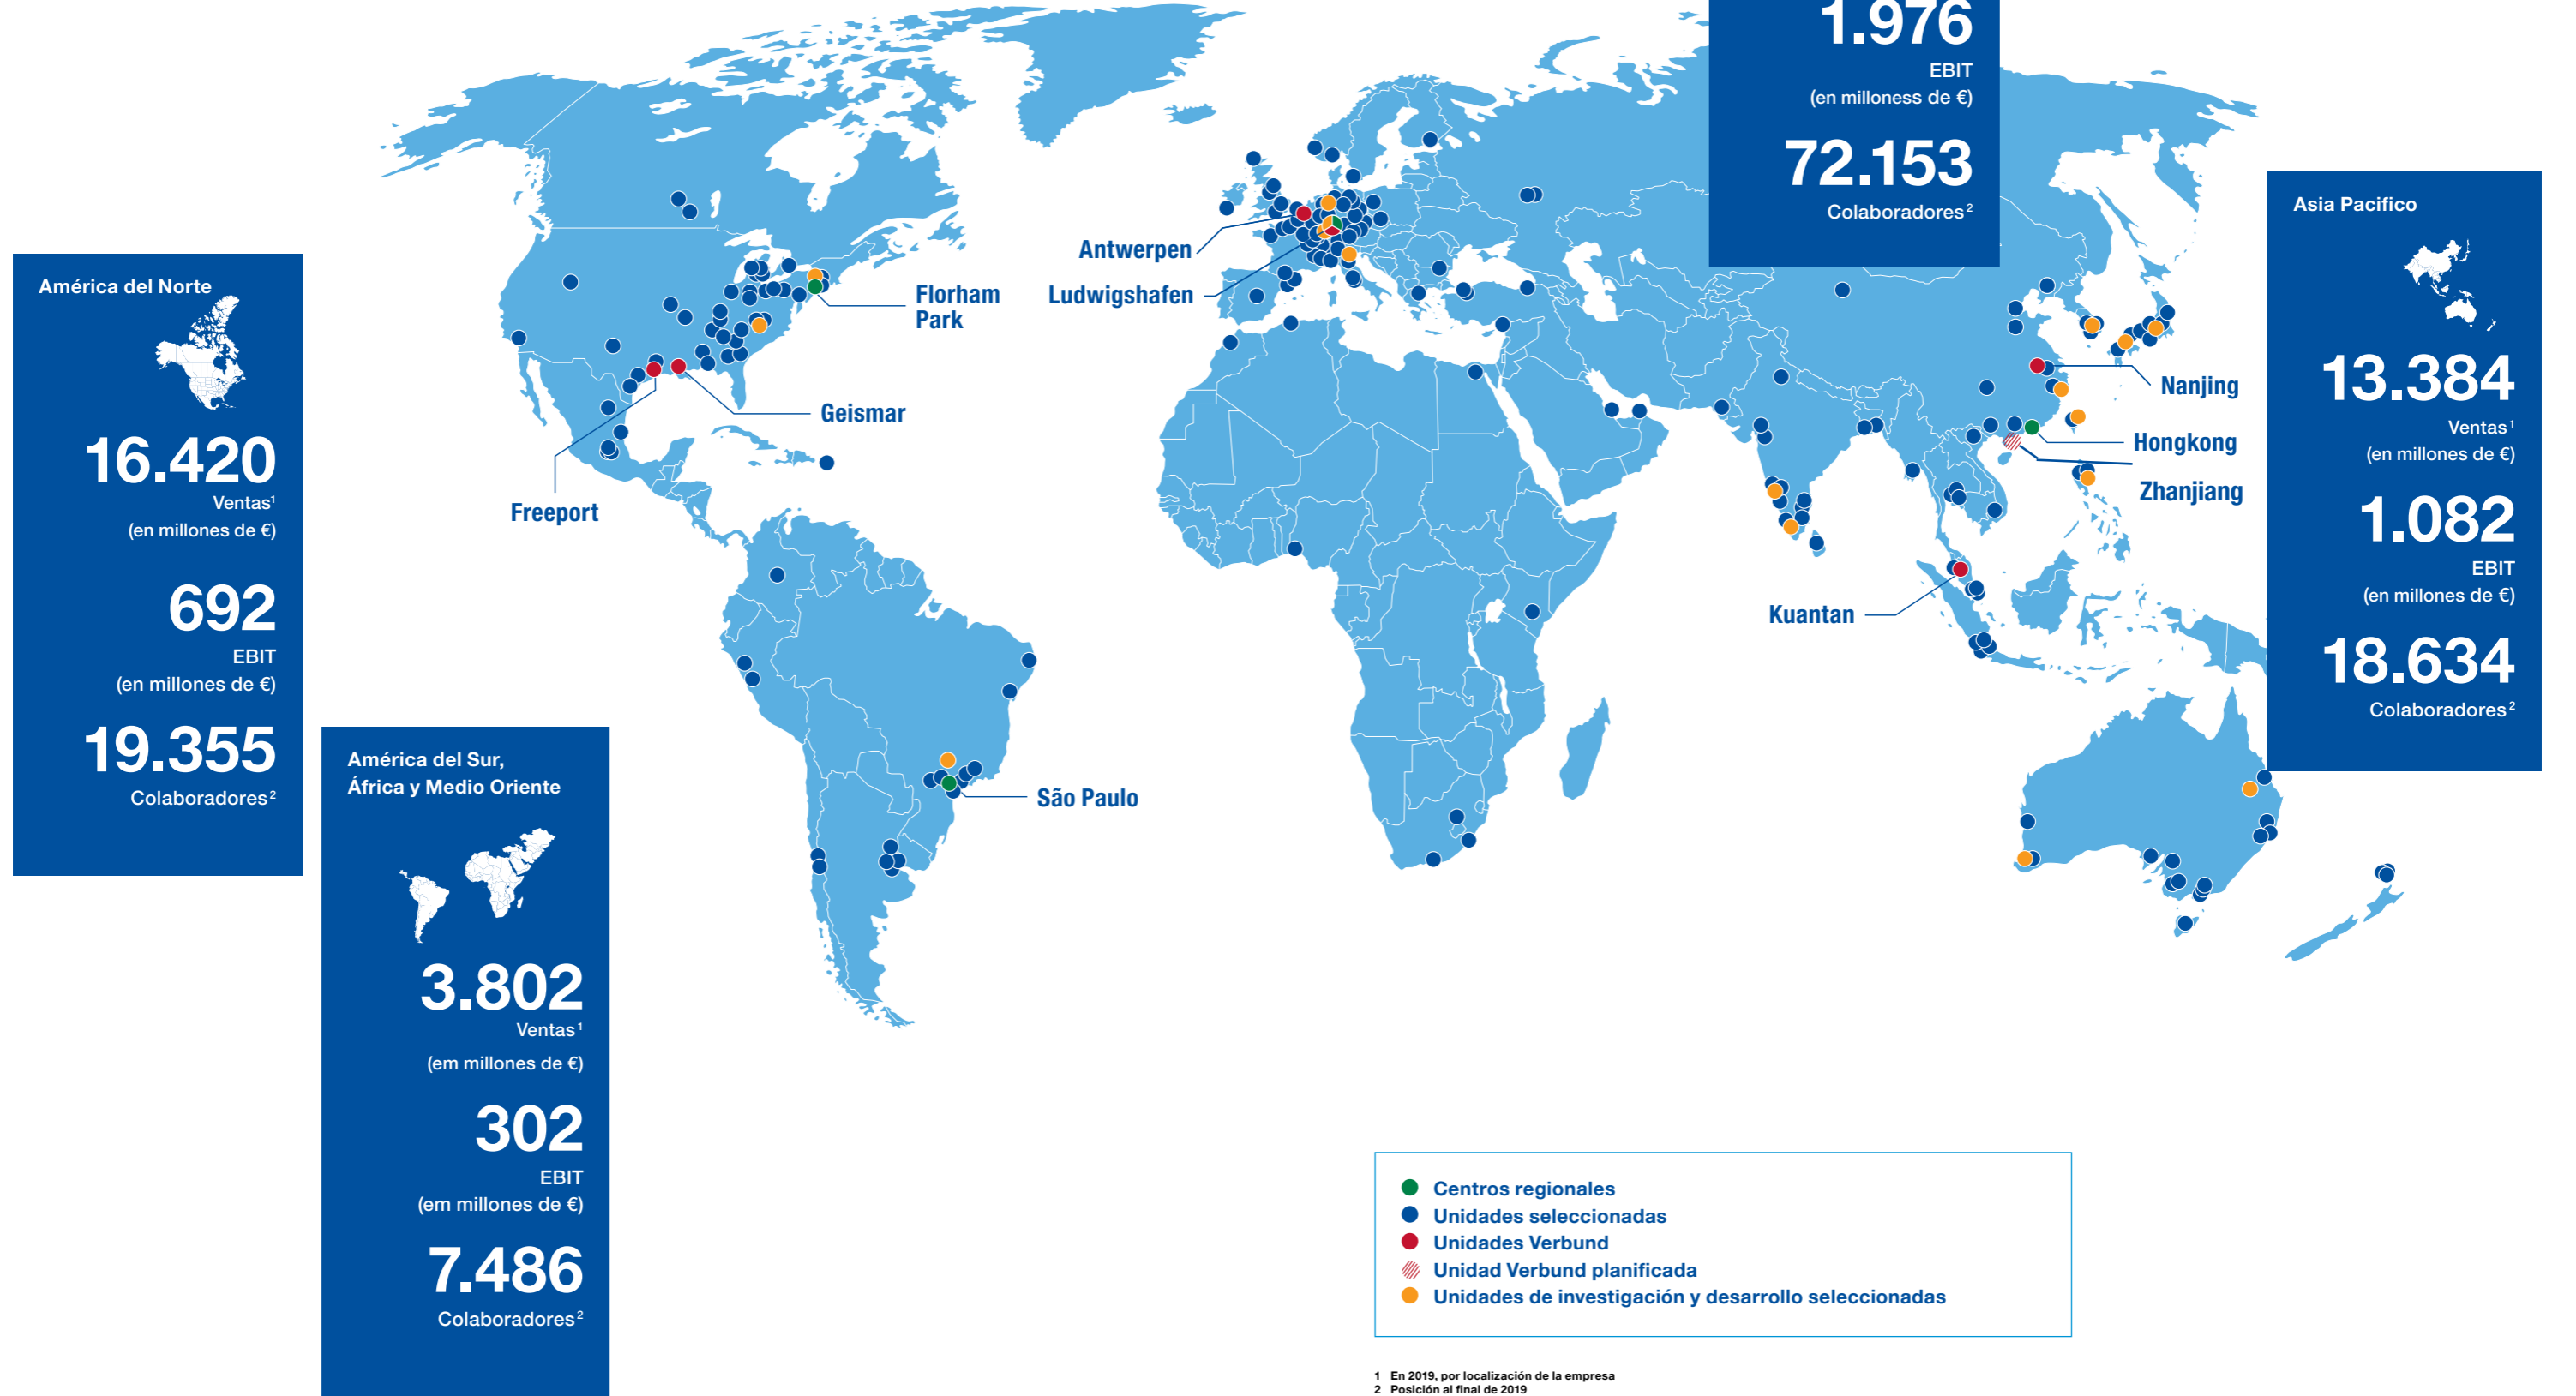 1.976
EBIT
(en milloness de €)
72.153
Colaboradores²
Asia Pacifico
13.384
Ventas¹
(en millones de €)
1.082
EBIT
(en millones de €)
18.634
Colaboradores²
América del Norte
16.420
Ventas¹
(en millones de €)
692
EBIT
(en millones de €)
19.355
Colaboradores²
Antwerpen
Ludwigshafen
Florham
Park
Geismar
Freeport
Nanjing
Hongkong
Zhanjiang
Kuantan
São Paulo
América del Sur,
África y Medio Oriente
3.802
Ventas¹
(em millones de €)
302
EBIT
(em millones de €)
7.486
Colaboradores²
Centros regionales
Unidades seleccionadas
Unidades Verbund
Unidad Verbund planificada
Unidades de investigación y desarrollo seleccionadas
1 En 2019, por localización de la empresa
2 Posición al final de 2019